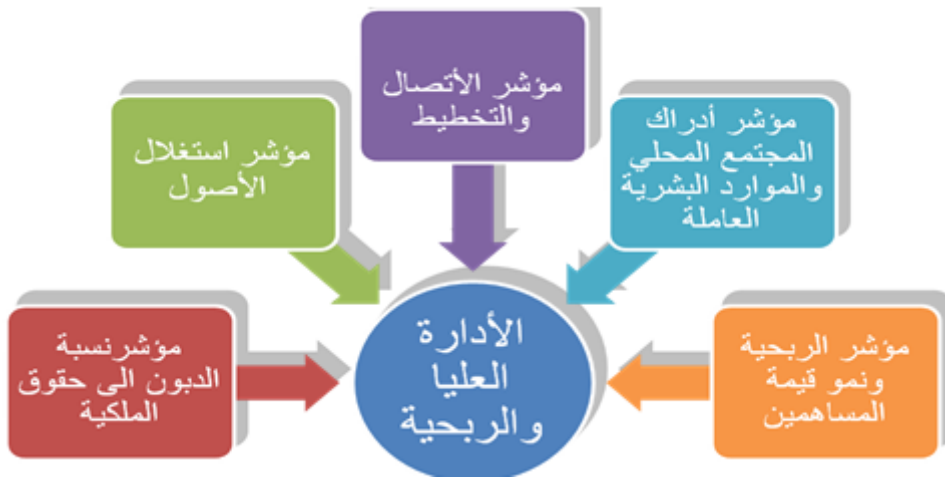 مؤشر الأتصال
والتخطيط
مؤشر أدراك
المجتمع المحلي
والموارد البشرية
العاملة
مؤشر استغلال
الأصول
الأدارة
العليا
والربحية
مؤشر الربحية
ونمو قيمة
المساهمين
مؤشرنسبة
الدبون الى حقوق
الملكية